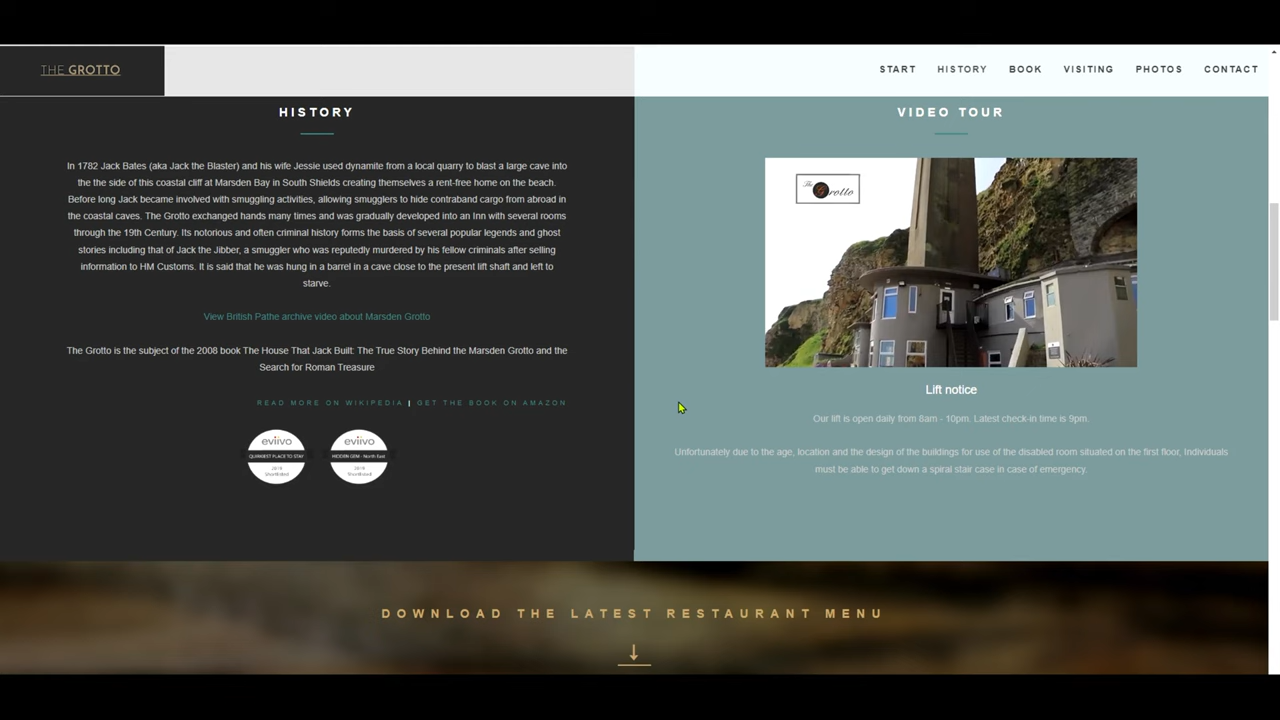 THE GROTTO
START HISTORY BOOK VISITING PHOTOS CONTACT
HISTORY
In 1782 Jack Bates (aka Jack the Blaster) and his wife Jessie used dynamite from a local quarry to blast a large cave into
the the side of this coastal cliff at Marsden Bay in South Shields creating themselves a rent-free home on the beach.
Before long Jack became involved with smuggling activities, allowing smugglers to hide contraband cargo from abroad in
the coastal caves. The Grotto exchanged hands many times and was gradually developed into an Inn with several rooms
through the 19th Century. Its notorious and often criminal history forms the basis of several popular legends and ghost
stories including that of Jack the Jibber, a smuggler who was reputedly murdered by his fellow criminals after selling
information to HM Customs. It is said that he was hung in a barrel in a cave close to the present lift shaft and left to
starve.
View British Pathe archive video about Marsden Grotto
The Grotto is the subject of the 2008 book The House That Jack Built: The True Story Behind the Marsden Grotto and the
Search for Roman Treasure
READ MORE ON WIKIPEDIA | GET THE BOOK ON AMAZON
eviivo
QUIRKIEST PLACE TO STAY
Shortlisted
eviivo
HIDDEN GEM - North East
Shortlisted
VIDEO TOUR
The Grotto
Lift notice
Our lift is open daily from 8am - 10pm. Latest check-in time is 9pm.
Unfortunately due to the age, location and the design of the buildings for use of the disabled room situated on the first floor, Individuals
must be able to get down a spiral stair case in case of emergency.
DOWNLOAD THE LATEST RESTAURANT MENU